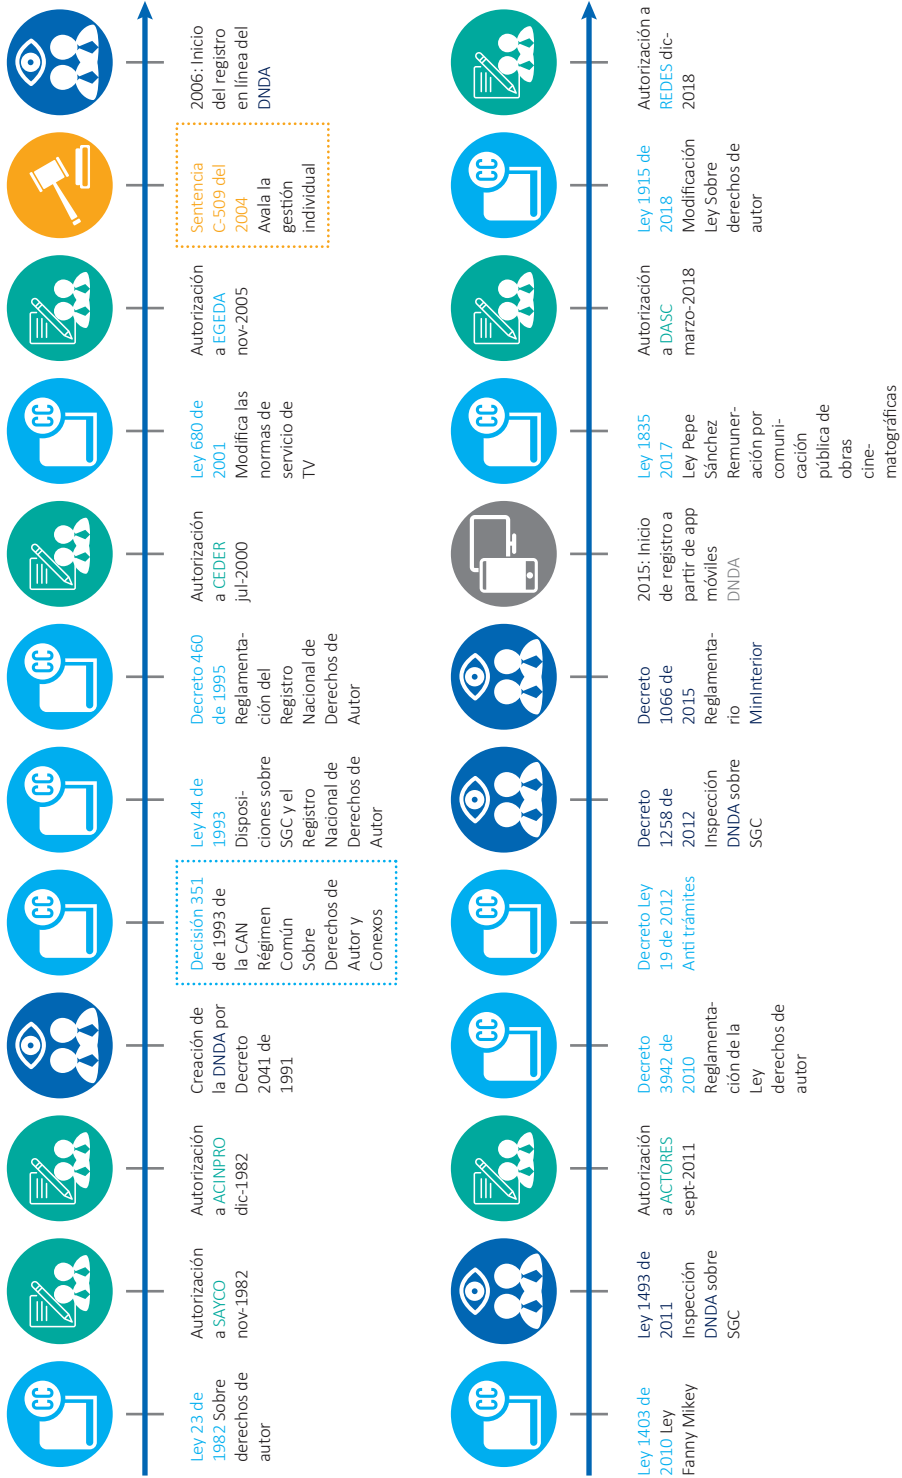 Ley 23 de
1982 Sobre
derechos de
autor
Autorización
a SAYCO
nov-1982
Autorización
a ACINPRO
dic-1982
Creación de
la DNDA por
Decreto
2041 de
1991
Decisión 351
de 1993 de
la CAN
Régimen
Común
Sobre
Derechos de
Autor y
Conexos
Ley 44 de
1993
Disposi-
ciones sobre
SGC y el
Registro
Nacional de
Derechos de
Autor
Decreto 460
de 1995
Reglamenta-
ción del
Registro
Nacional de
Derechos de
Autor
Autorización
a CEDER
jul-2000
Ley 680 de
2001
Modifica las
normas de
servicio de
TV
Autorización
a EGEDA
nov-2005
Sentencia
C-509 del
2004
Avala la
gestión
individual
2006: Inicio
del registro
en línea del
DNDA
CC
CC
CC
CC
CC
Ley 1403 de
2010 Ley
Fanny Mikey
Ley 1493 de
2011
Inspección
DNDA sobre
SGC
Autorización
a ACTORES
sept-2011
Decreto
3942 de
2010
Reglamenta-
ción de la
Ley
derechos de
autor
Decreto Ley
19 de 2012
Anti trámites
Decreto
1258 de
2012
Inspección
DNDA sobre
SGC
Decreto
1066 de
2015
Reglamenta-
rio
MinInterior
2015: Inicio
de registro a
partir de app
móviles
DNDA
Ley 1835
2017
Ley Pepe
Sánchez
Remuner-
ación por
comuni-
cación
pública de
obras
cine-
matográficas
Autorización
a DASC
marzo-2018
Ley 1915 de
2018
Modificación
Ley Sobre
derechos de
autor
Autorización a
REDES dic-
2018
CC
CC
CC
CC
CC